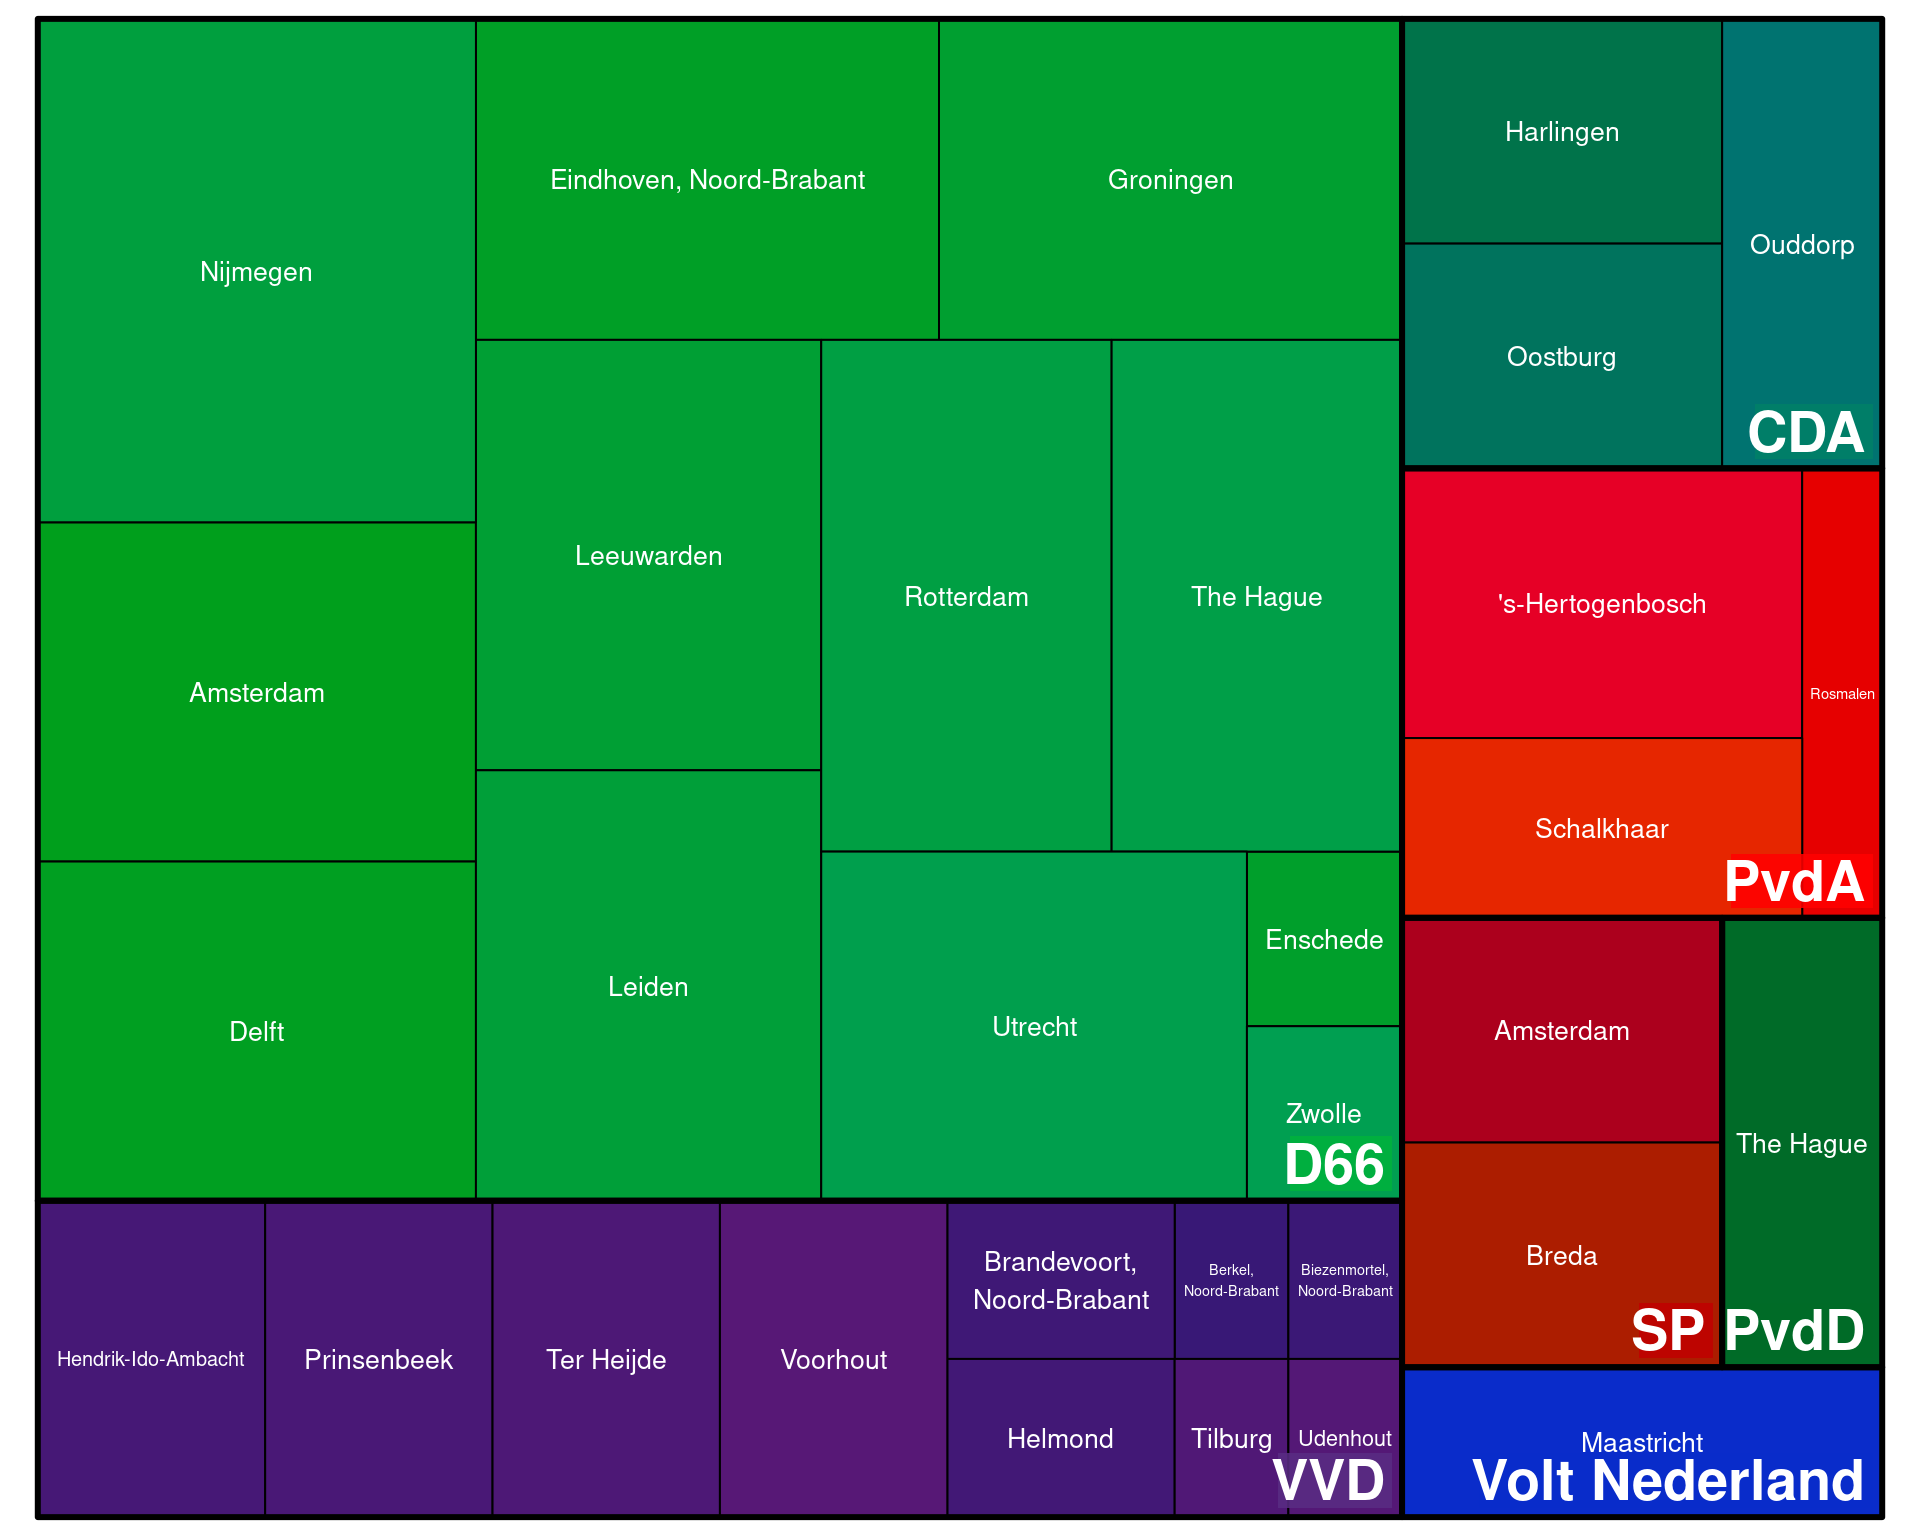 Nijmegen
Eindhoven, Noord-Brabant
Groningen
Leeuwarden
Rotterdam
The Hague
Amsterdam
Delft
Leiden
Utrecht
Enschede
Zwolle
D66
Harlingen
Oostburg
Ouddorp
CDA
's-Hertogenbosch
Schalkhaar
Rosmalen
PvdA
Amsterdam
Breda
SP
The Hague
PvdD
Hendrik-Ido-Ambacht
Prinsenbeek
Ter Heijde
Voorhout
Brandevoort,
Noord-Brabant
Berkel,
Noord-Brabant
Biezenmortel,
Noord-Brabant
Helmond
Tilburg
Udenhout
VVD
Maastricht
Volt Nederland